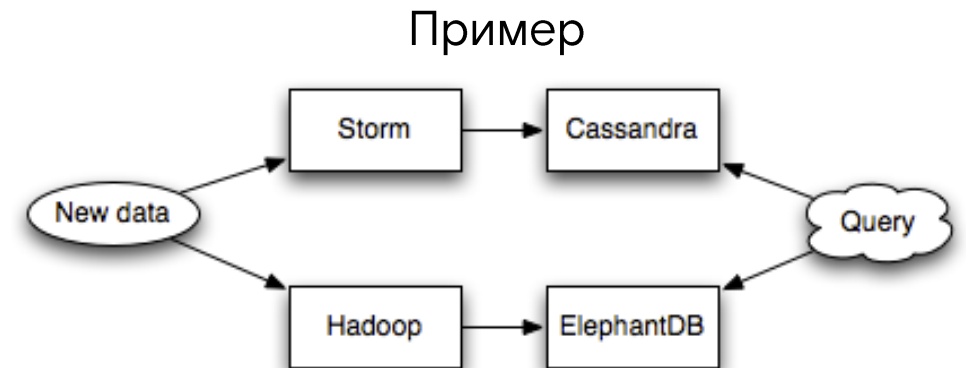 Пример
Storm
Cassandra
New data
Query
Hadoop
ElephantDB